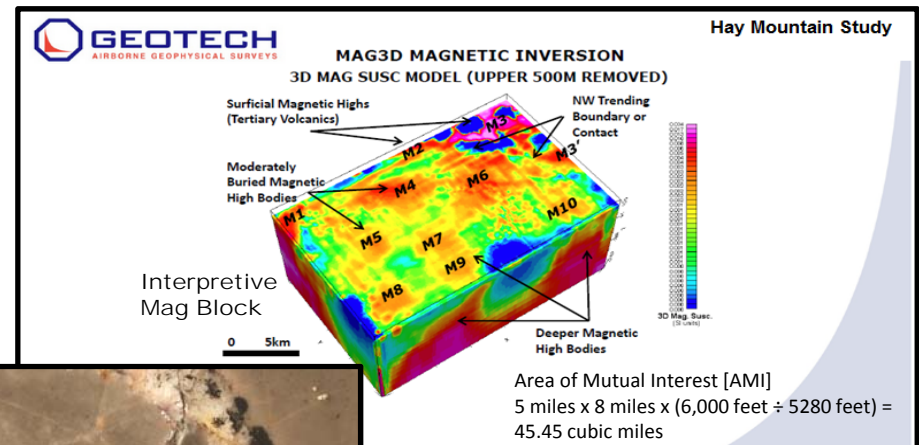 GEOTECH
AIRBORNE GEOPHYSICAL SURVEYS
Hay Mountain Study
MAG3D MAGNETIC INVERSION
3D MAG SUSC MODEL (UPPER 500M REMOVED)
Surficial Magnetic Highs
(Tertiary Volcanics)
NW Trending
Boundary or
Contact
M3
M2
M3'
Moderately
Buried Magnetic
High Bodies
M4
M6
M1
M10
M5
M7
M9
M8
Interpretive
Mag Block
0 5km
3D Mag. Susc.
(SI units)
Deeper Magnetic
High Bodies
Area of Mutual Interest [AMI]
5 miles x 8 miles x (6,000 feet ÷ 5280 feet) =
45.45 cubic miles